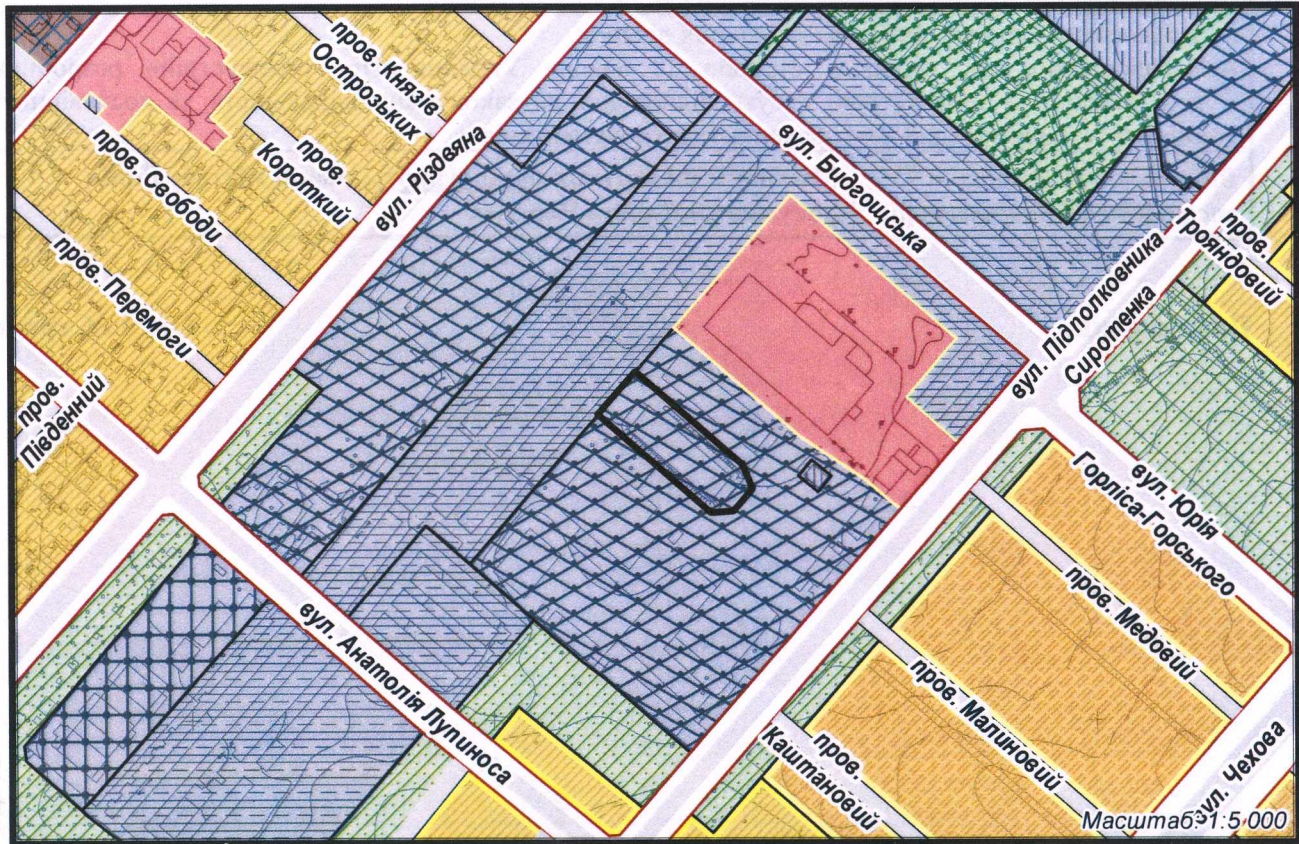 пров. Князів
Острозьких
пров.
Короткий
вул. Різдвяна
пров. Свободи
пров. Перемоги
пров.
Південний
вул. Бидгощська
вул. Підполковника
Сиротенка
пров.
Трояндовий
вул. Юрія
Горліса-Горського
пров. Медовий
пров. Малиновий
пров.
Каштановий
вул. Анатолія Лупиноса
вул. Чехова
Масштаб: 1:5 000